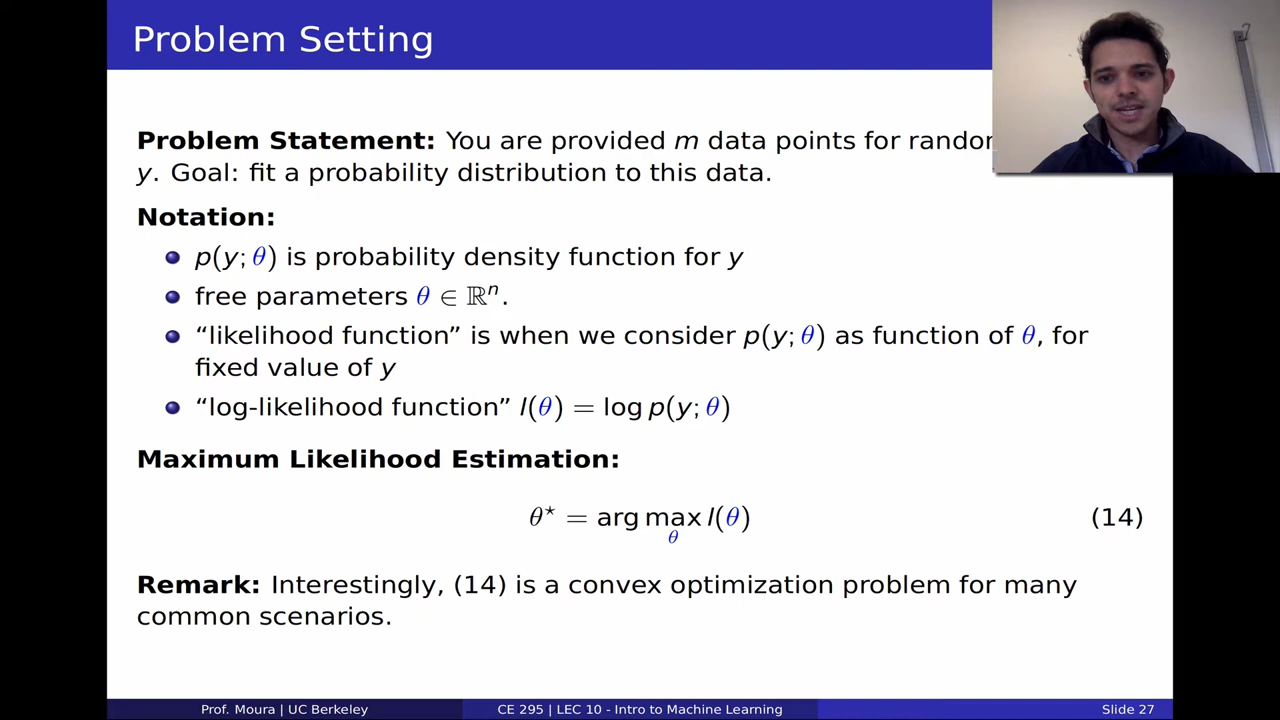 Problem Setting
Problem Statement: You are provided m data points for random
y. Goal: fit a probability distribution to this data.
Notation:
p(y; θ) is probability density function for y
free parameters θ ∈ ℝⁿ.
“likelihood function” is when we consider p(y; θ) as function of θ, for
fixed value of y
“log-likelihood function” l(θ) = log p(y; θ)
Maximum Likelihood Estimation:
θ⋆ = arg max l(θ) (14)
θ
Remark: Interestingly, (14) is a convex optimization problem for many
common scenarios.
Prof. Moura | UC Berkeley CE 295 | LEC 10 - Intro to Machine Learning Slide 27